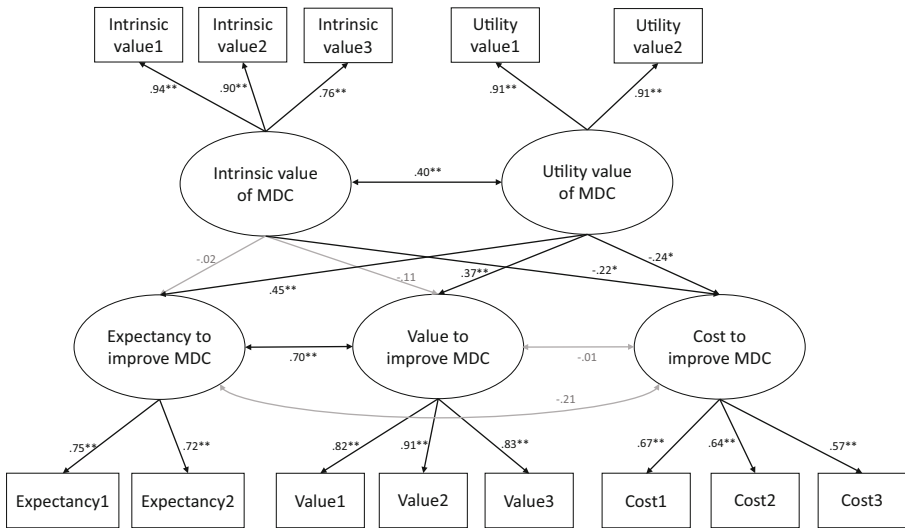 Intrinsic
value1
Intrinsic
value2
Intrinsic
value3
Utility
value1
Utility
value2
.94**
.90**
.76**
.91**
.91**
Intrinsic value
of MDC
.40**
Utility value
of MDC
-.02
-.11
.45**
.37**
-.22*
-.24*
Expectancy to
improve MDC
.70**
Value to
improve MDC
-.01
Cost to
improve MDC
-.21
.75**
.72**
.82**
.91**
.83**
.67**
.64**
.57**
Expectancy1
Expectancy2
Value1
Value2
Value3
Cost1
Cost2
Cost3